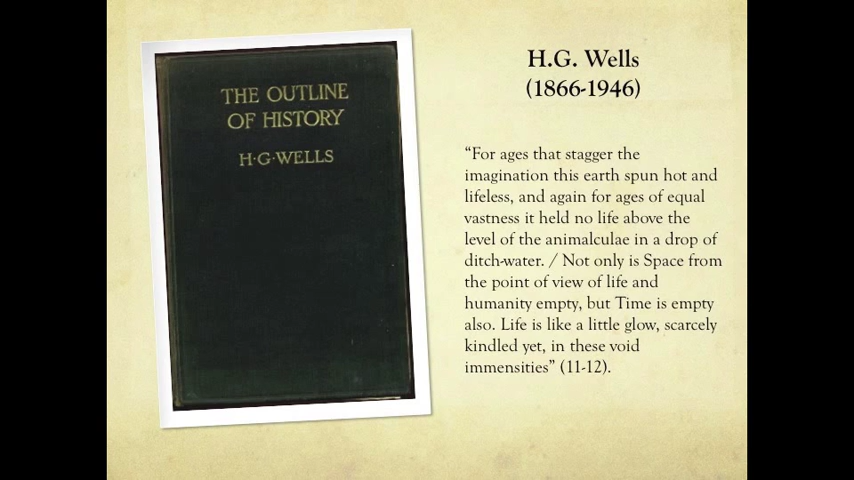 THE OUTLINE
OF HISTORY
H·G·WELLS
H.G. Wells
(1866-1946)
“For ages that stagger the
imagination this earth spun hot and
lifeless, and again for ages of equal
vastness it held no life above the
level of the animalculae in a drop of
ditch-water. / Not only is Space from
the point of view of life and
humanity empty, but Time is empty
also. Life is like a little glow, scarcely
kindled yet, in these void
immensities” (11-12).